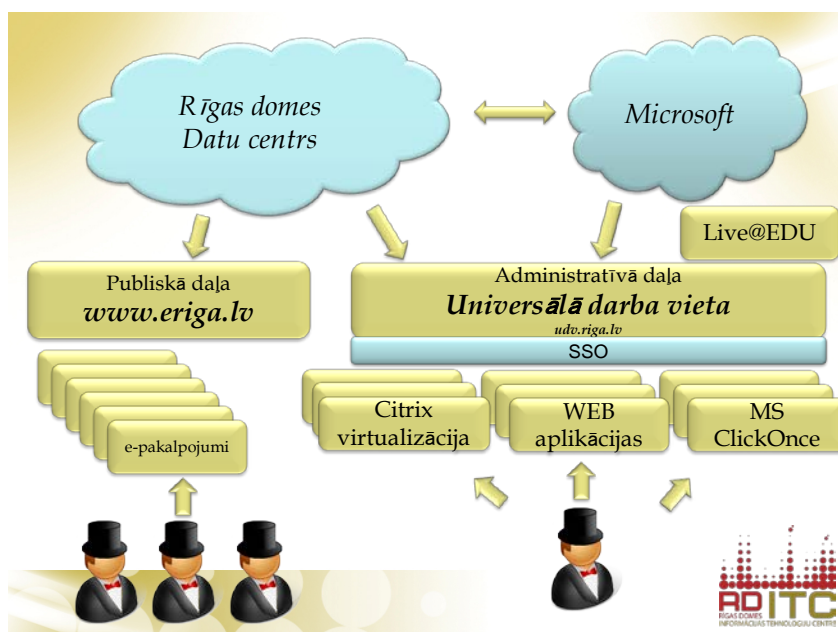 Rīgas domes
Datu centrs
Microsoft
Live@EDU
Publiskā daļa
www.eriga.lv
Administratīvā daļa
Universālā darba vieta
udv.riga.lv
SSO
e-pakalpojumi
Citrix
virtualizācija
WEB
aplikācijas
MS
ClickOnce
RD ITC
RĪGAS DOMES
INFORMĀCIJAS TEHNOLOĢIJU CENTRS